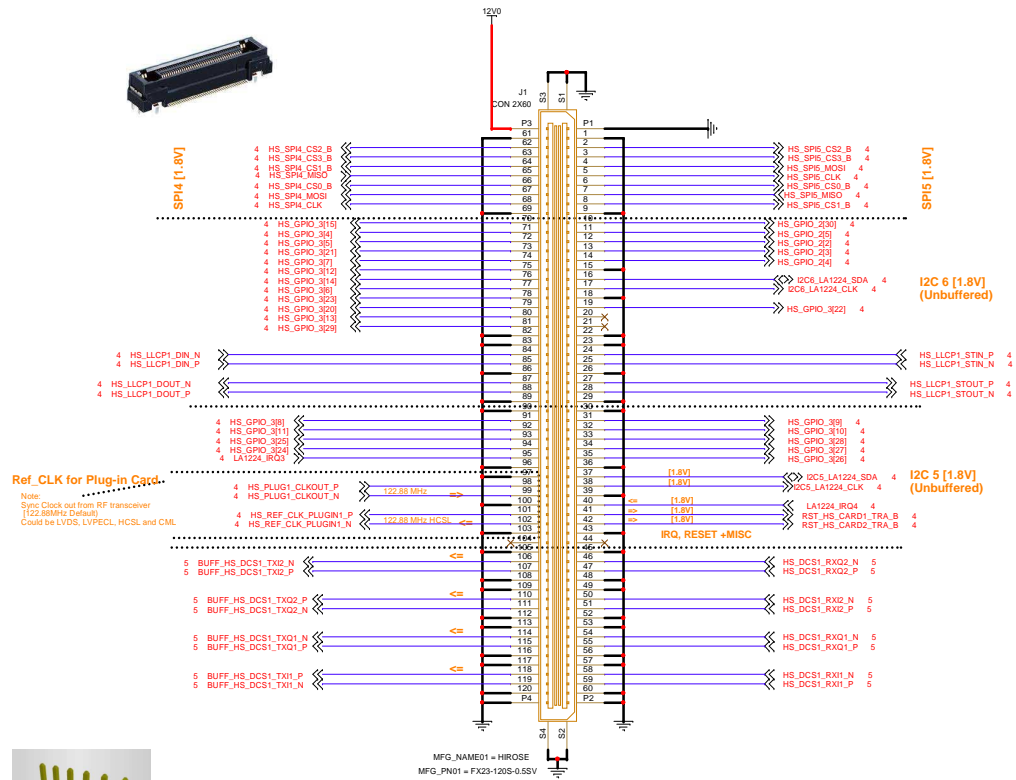 12V0
J1
CON 2X60
S3
S1
P3
P1
61
1
62
2
63
3
64
4
65
5
66
6
67
7
68
8
69
9
70
10
71
11
72
12
73
13
74
14
75
15
76
16
77
17
78
18
79
19
80
20
81
21
82
22
83
23
84
24
85
25
86
26
87
27
88
28
89
29
90
30
91
31
92
32
93
33
94
34
95
35
96
36
97
37
98
38
99
39
100
40
101
41
102
42
103
43
104
44
105
45
106
46
107
47
108
48
109
49
110
50
111
51
112
52
113
53
114
54
115
55
116
56
117
57
118
58
119
59
120
60
P4
P2
S4
S2
SPI4 [1.8V]
4 HS_SPI4_CS2_B
4 HS_SPI4_CS3_B
4 HS_SPI4_CS1_B
4 HS_SPI4_MISO
4 HS_SPI4_CS0_B
4 HS_SPI4_MOSI
4 HS_SPI4_CLK
4 HS_GPIO_3[15]
4 HS_GPIO_3[4]
4 HS_GPIO_3[5]
4 HS_GPIO_3[21]
4 HS_GPIO_3[7]
4 HS_GPIO_3[12]
4 HS_GPIO_3[14]
4 HS_GPIO_3[6]
4 HS_GPIO_3[23]
4 HS_GPIO_3[20]
4 HS_GPIO_3[13]
4 HS_GPIO_3[29]
4 HS_LLCP1_DIN_N
4 HS_LLCP1_DIN_P
4 HS_LLCP1_DOUT_N
4 HS_LLCP1_DOUT_P
4 HS_GPIO_3[8]
4 HS_GPIO_3[11]
4 HS_GPIO_3[25]
4 HS_GPIO_3[24]
4 LA1224_IRQ3
Ref_CLK for Plug-in Card
Note:
Sync Clock out from RF transceiver
[122.88MHz Default)
Could be LVDS, LVPECL, HCSL and CML
4 HS_PLUG1_CLKOUT_P
4 HS_PLUG1_CLKOUT_N
122.88 MHz =>
4 HS_REF_CLK_PLUGIN1_P
4 HS_REF_CLK_PLUGIN1_N
122.88 MHz HCSL <=
<=
5 BUFF_HS_DCS1_TXI2_N
5 BUFF_HS_DCS1_TXI2_P
<=
5 BUFF_HS_DCS1_TXQ2_P
5 BUFF_HS_DCS1_TXQ2_N
<=
5 BUFF_HS_DCS1_TXQ1_N
5 BUFF_HS_DCS1_TXQ1_P
<=
5 BUFF_HS_DCS1_TXI1_P
5 BUFF_HS_DCS1_TXI1_N
SPI5 [1.8V]
HS_SPI5_CS2_B 4
HS_SPI5_CS3_B 4
HS_SPI5_MOSI 4
HS_SPI5_CLK 4
HS_SPI5_CS0_B 4
HS_SPI5_MISO 4
HS_SPI5_CS1_B 4
HS_GPIO_2[30] 4
HS_GPIO_2[5] 4
HS_GPIO_2[2] 4
HS_GPIO_2[3] 4
HS_GPIO_2[4] 4
I2C6_LA1224_SDA 4
I2C6_LA1224_CLK 4
I2C 6 [1.8V]
(Unbuffered)
HS_GPIO_3[22] 4
HS_LLCP1_STIN_P 4
HS_LLCP1_STIN_N 4
HS_LLCP1_STOUT_P 4
HS_LLCP1_STOUT_N 4
HS_GPIO_3[9] 4
HS_GPIO_3[10] 4
HS_GPIO_3[28] 4
HS_GPIO_3[27] 4
HS_GPIO_3[26] 4
[1.8V] I2C5_LA1224_SDA 4
[1.8V] I2C5_LA1224_CLK 4
I2C 5 [1.8V]
(Unbuffered)
<= [1.8V] LA1224_IRQ4 4
=> [1.8V] RST_HS_CARD1_TRA_B 4
=> [1.8V] RST_HS_CARD2_TRA_B 4
IRQ, RESET +MISC
HS_DCS1_RXQ2_N 5
HS_DCS1_RXQ2_P 5
HS_DCS1_RXI2_N 5
HS_DCS1_RXI2_P 5
HS_DCS1_RXQ1_N 5
HS_DCS1_RXQ1_P 5
HS_DCS1_RXI1_N 5
HS_DCS1_RXI1_P 5
MFG_NAME01 = HIROSE
MFG_PN01 = FX23-120S-0.5SV